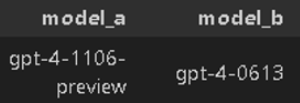 model_a model_b
gpt-4-1106-
preview gpt-4-0613